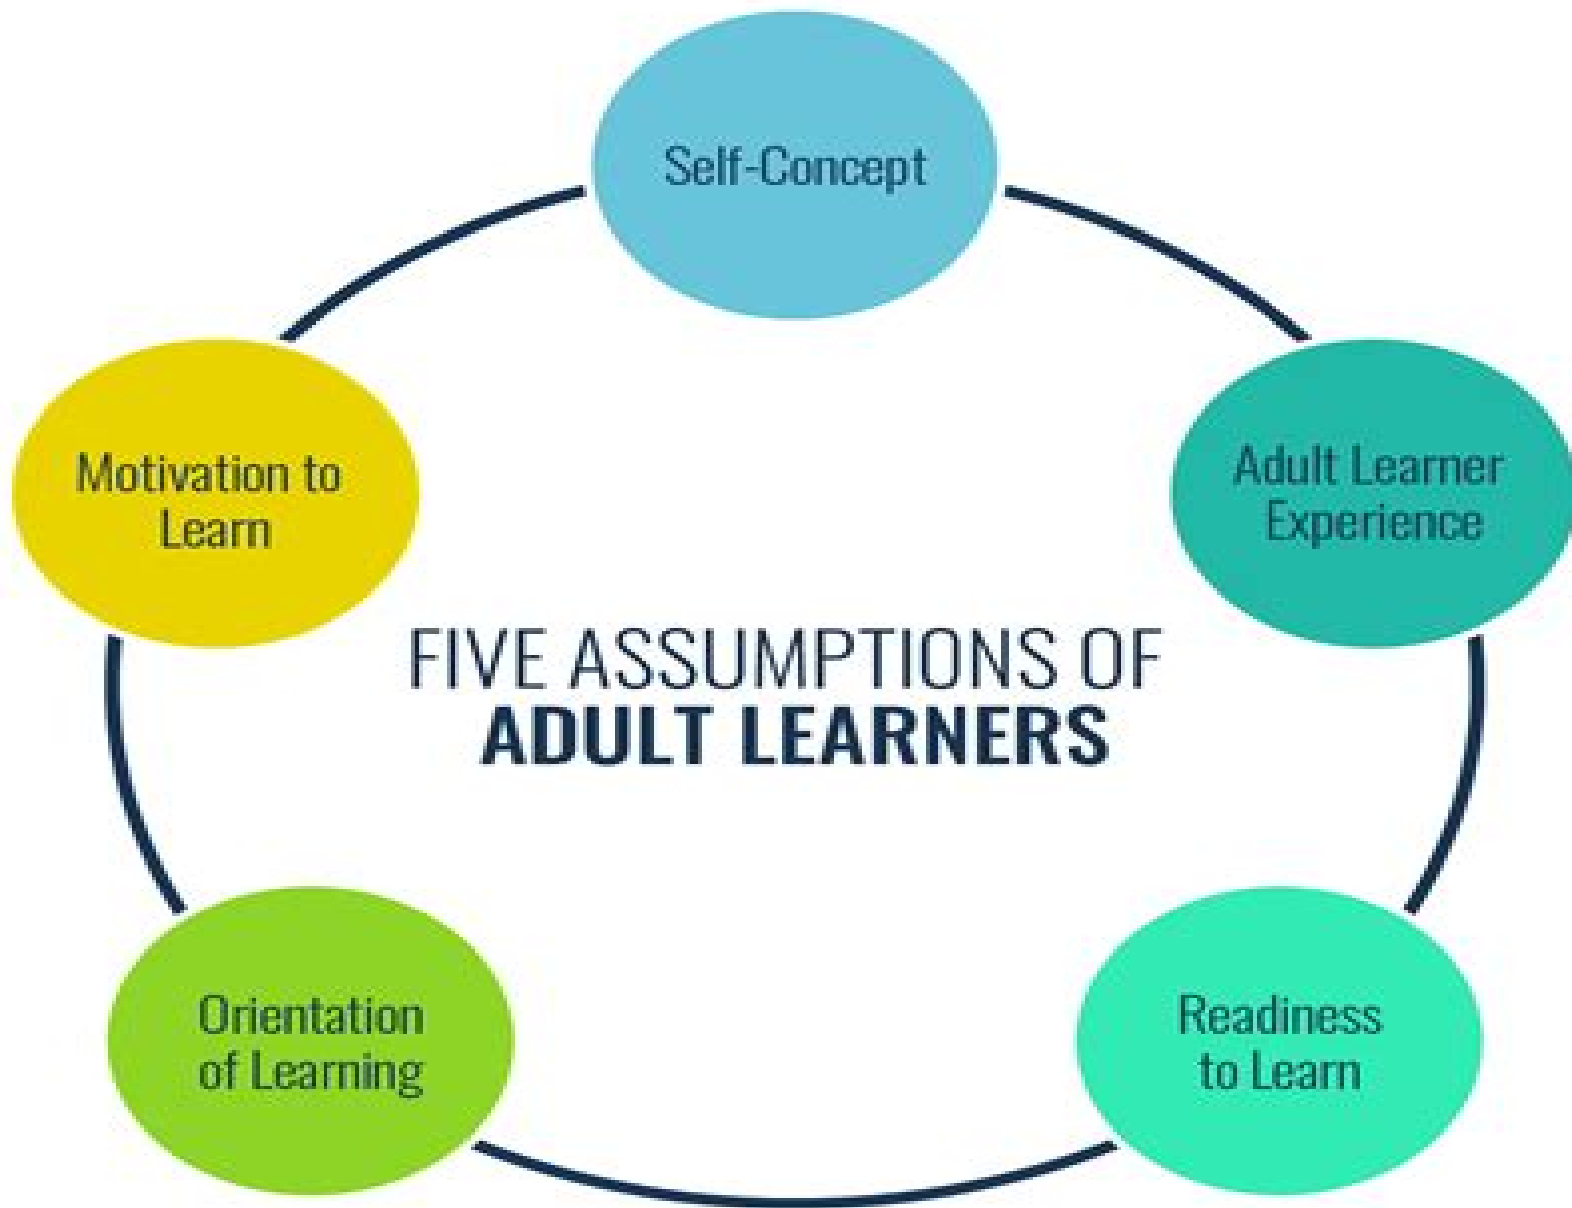 Self-Concept
Adult Learner
Experience
Readiness
to Learn
Orientation
of Learning
Motivation to
Learn
FIVE ASSUMPTIONS OF
ADULT LEARNERS